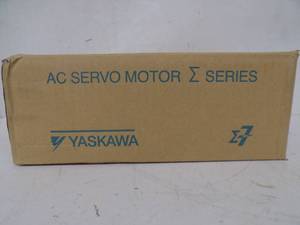 AC SERVO MOTOR Σ SERIES
YASKAWA
Σ7